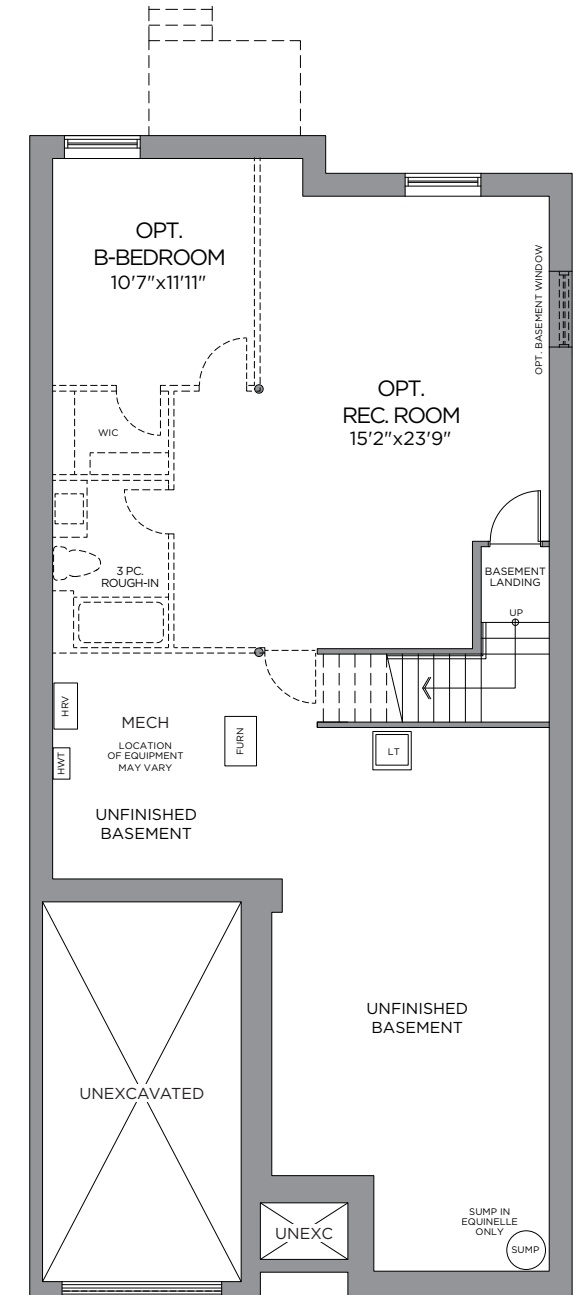 OPT.
B-BEDROOM
10'7"x11'11"
OPT. BASEMENT WINDOW
OPT.
REC. ROOM
15'2"x23'9"
WIC
3 PC.
ROUGH-IN
BASEMENT
LANDING
UP
HRV
MECH
LOCATION
OF EQUIPMENT
MAY VARY
FURN
HWT
LT
UNFINISHED
BASEMENT
UNFINISHED
BASEMENT
UNEXCAVATED
UNEXC
SUMP IN
EQUINELLE
ONLY
SUMP